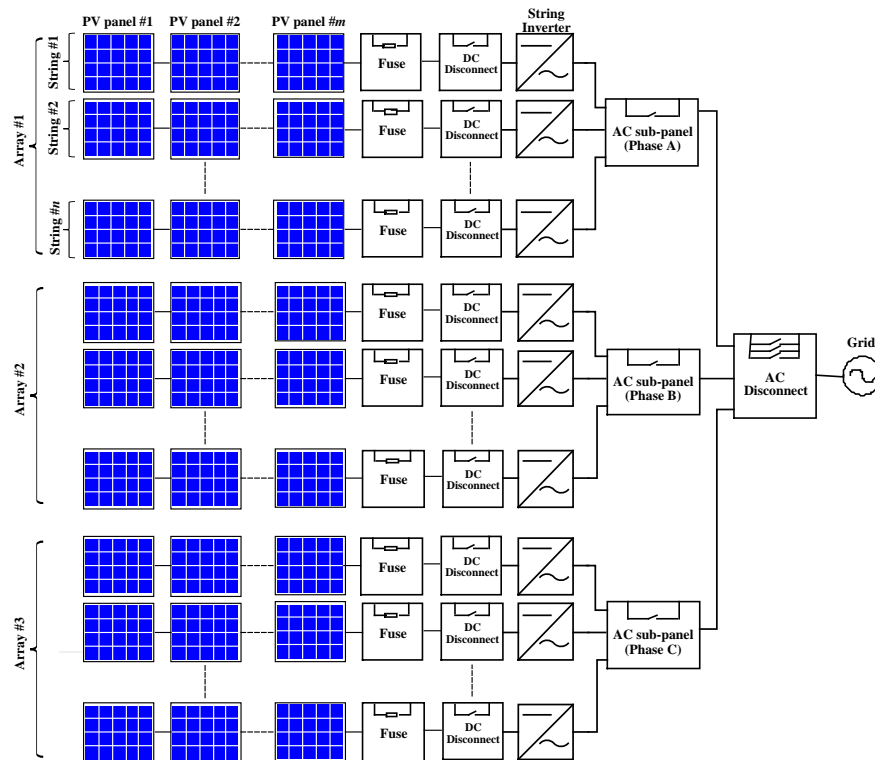 PV panel #1 PV panel #2 PV panel #m
String
Inverter
Array #1
String #1
Fuse
DC
Disconnect
String #2
Fuse
DC
Disconnect
AC sub-panel
(Phase A)
String #n
Fuse
DC
Disconnect
Array #2
Fuse
DC
Disconnect
Fuse
DC
Disconnect
AC sub-panel
(Phase B)
Fuse
DC
Disconnect
AC
Disconnect
Grid
Array #3
Fuse
DC
Disconnect
Fuse
DC
Disconnect
AC sub-panel
(Phase C)
Fuse
DC
Disconnect